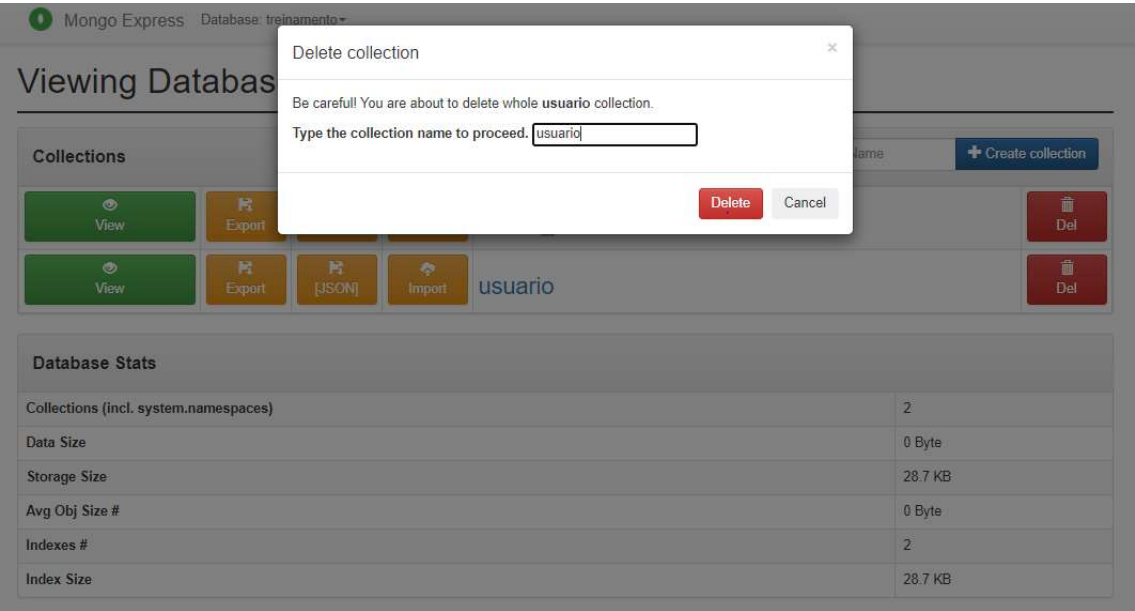 Mongo Express Database: treinamento
Delete collection ×
Viewing Databas
Be careful! You are about to delete whole usuario collection.
Type the collection name to proceed. usuario
Collections
Name
Create collection
Delete Cancel
View Export Del
View Export [JSON] Import usuario Del
Database Stats
Collections (incl. system.namespaces) 2
Data Size 0 Byte
Storage Size 28.7 KB
Avg Obj Size # 0 Byte
Indexes # 2
Index Size 28.7 KB